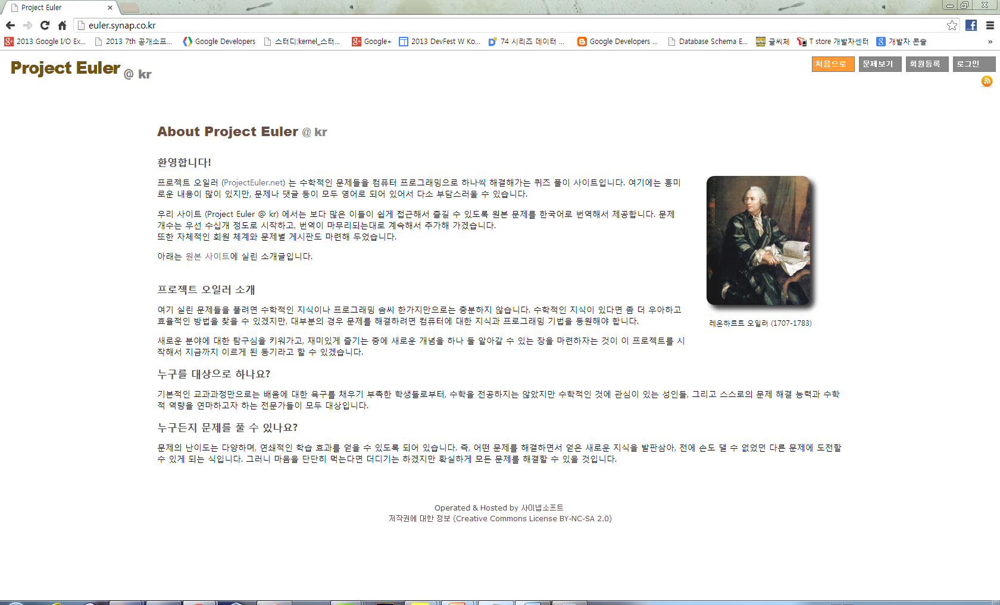 Project Euler
euler.synap.co.kr
2013 Google I/O Ex...
2013 7th 공개소프...
Google Developers
스터디:kernel_스터...
Google+
2013 DevFest W Ko...
74 시리즈 데이터 ...
Google Developers ...
Database Schema E...
글씨체
T store 개발자센터
개발자 콘솔
»
Project Euler @ kr
처음으로
문제보기
회원등록
로그인
About Project Euler @ kr
환영합니다!
프로젝트 오일러 (ProjectEuler.net) 는 수학적인 문제들을 컴퓨터 프로그래밍으로 하나씩 해결해가는 퀴즈 풀이 사이트입니다. 여기에는 흥미
로운 내용이 많이 있지만, 문제나 댓글 등이 모두 영어로 되어 있어서 다소 부담스러울 수 있습니다.
우리 사이트 (Project Euler @ kr) 에서는 보다 많은 이들이 쉽게 접근해서 즐길 수 있도록 원본 문제를 한국어로 번역해서 제공합니다. 문제
개수는 우선 수십개 정도로 시작하고, 번역이 마무리되는대로 계속해서 추가해 가겠습니다.
또한 자체적인 회원 체계와 문제별 게시판도 마련해 두었습니다.
아래는 원본 사이트에 실린 소개글입니다.
프로젝트 오일러 소개
여기 실린 문제들을 풀려면 수학적인 지식이나 프로그래밍 솜씨 한가지만으로는 충분하지 않습니다. 수학적인 지식이 있다면 좀 더 우아하고
효율적인 방법을 찾을 수 있겠지만, 대부분의 경우 문제를 해결하려면 컴퓨터에 대한 지식과 프로그래밍 기법을 동원해야 합니다.
레온하르트 오일러 (1707-1783)
새로운 분야에 대한 탐구심을 키워가고, 재미있게 즐기는 중에 새로운 개념을 하나 둘 알아갈 수 있는 장을 마련하자는 것이 이 프로젝트를 시
작해서 지금까지 이르게 된 동기라고 할 수 있겠습니다.
누구를 대상으로 하나요?
기본적인 교과과정만으로는 배움에 대한 욕구를 채우기 부족한 학생들로부터, 수학을 전공하지는 않았지만 수학적인 것에 관심이 있는 성인들, 그리고 스스로의 문제 해결 능력과 수학
적 역량을 연마하고자 하는 전문가들이 모두 대상입니다.
누구든지 문제를 풀 수 있나요?
문제의 난이도는 다양하며, 연쇄적인 학습 효과를 얻을 수 있도록 되어 있습니다. 즉, 어떤 문제를 해결하면서 얻은 새로운 지식을 발판삼아, 전에 손도 댈 수 없었던 다른 문제에 도전할
수 있게 되는 식입니다. 그러니 마음을 단단히 먹는다면 더디기는 하겠지만 확실하게 모든 문제를 해결할 수 있을 것입니다.
Operated & Hosted by 사이냅소프트
저작권에 대한 정보 (Creative Commons License BY-NC-SA 2.0)